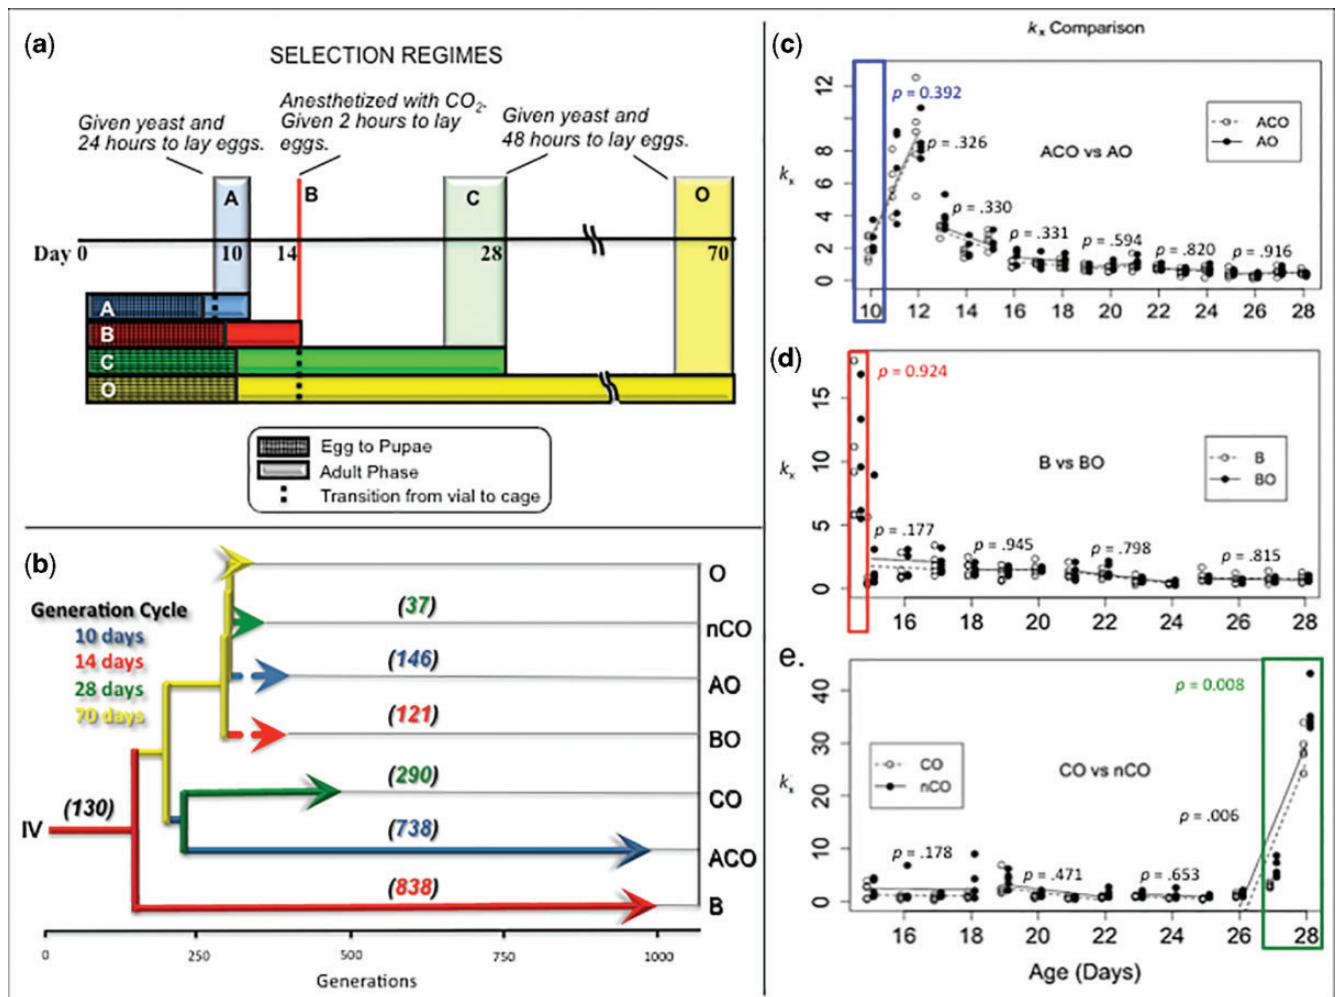 (a)
SELECTION REGIMES
Given yeast and
24 hours to lay eggs.
Anesthetized with CO2-
Given 2 hours to lay
eggs.
Given yeast and
48 hours to lay eggs.
A
B
C
O
Day 0
10
14
28
70
A
B
C
O
Egg to Pupae
Adult Phase
Transition from vial to cage
(b)
Generation Cycle
10 days
14 days
28 days
70 days
IV
(130)
O
(37)
nCO
(146)
AO
(121)
BO
(290)
CO
(738)
ACO
(838)
B
0
250
500
750
1000
Generations
kx Comparison
(c)
p = 0.392
p = .326
ACO vs AO
ACO
AO
p = .330
p = .331
p = .594
p = .820
p = .916
kx
12
10
8
6
4
2
0
10 12 14 16 18 20 22 24 26 28
(d)
p = 0.924
B vs BO
B
BO
p = .177
p = .945
p = .798
p = .815
kx
15
10
5
0
16 18 20 22 24 26 28
e.
p = 0.008
CO vs nCO
CO
nCO
p = .006
p = .178
p = .471
p = .653
kx
40
30
20
10
0
16 18 20 22 24 26 28
Age (Days)